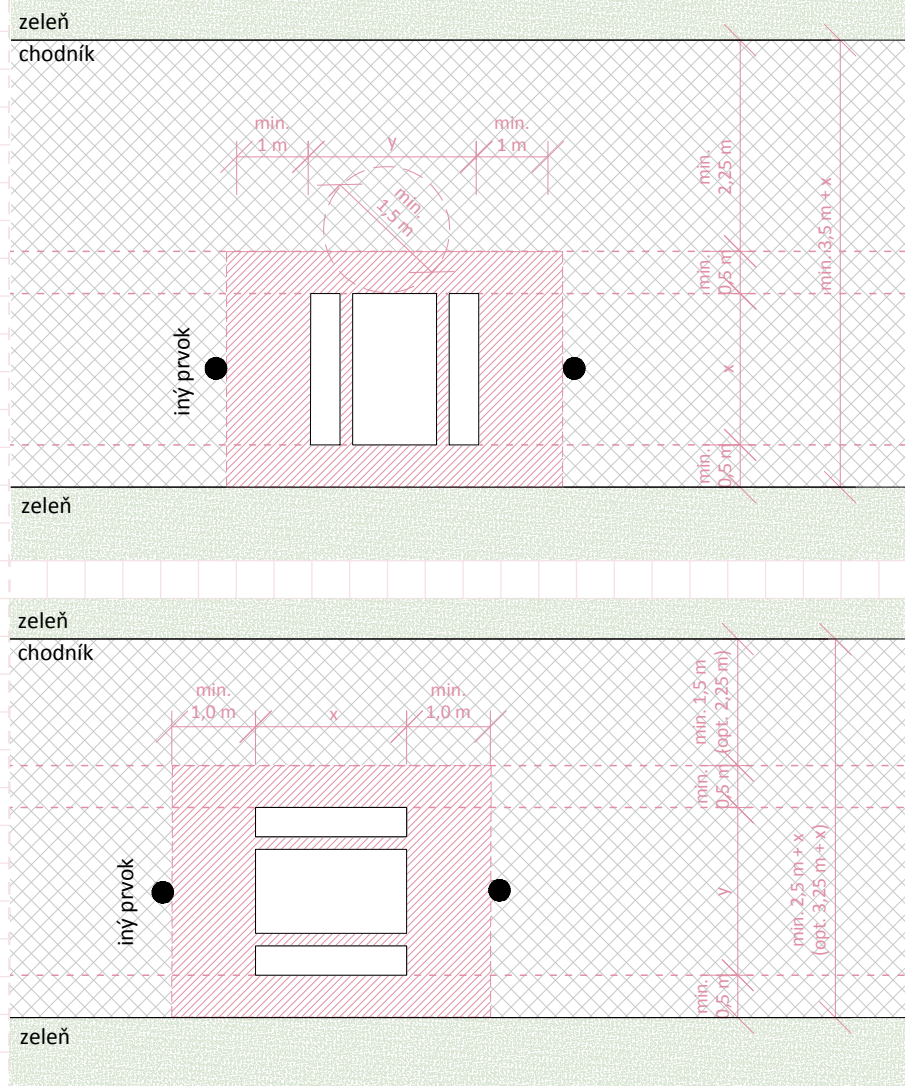 zeleň
chodník
min.
1 m
y
min.
1 m
min.
1,5 m
min.
2,25 m
min.
0,5 m
x
min.
0,5 m
min. 3,5 m + x
iný prvok
zeleň
zeleň
chodník
min.
1,0 m
x
min.
1,0 m
min. 1,5 m
(opt. 2,25 m)
min.
0,5 m
y
min.
0,5 m
min. 2,5 m + x
(opt. 3,25 m + x)
iný prvok
zeleň